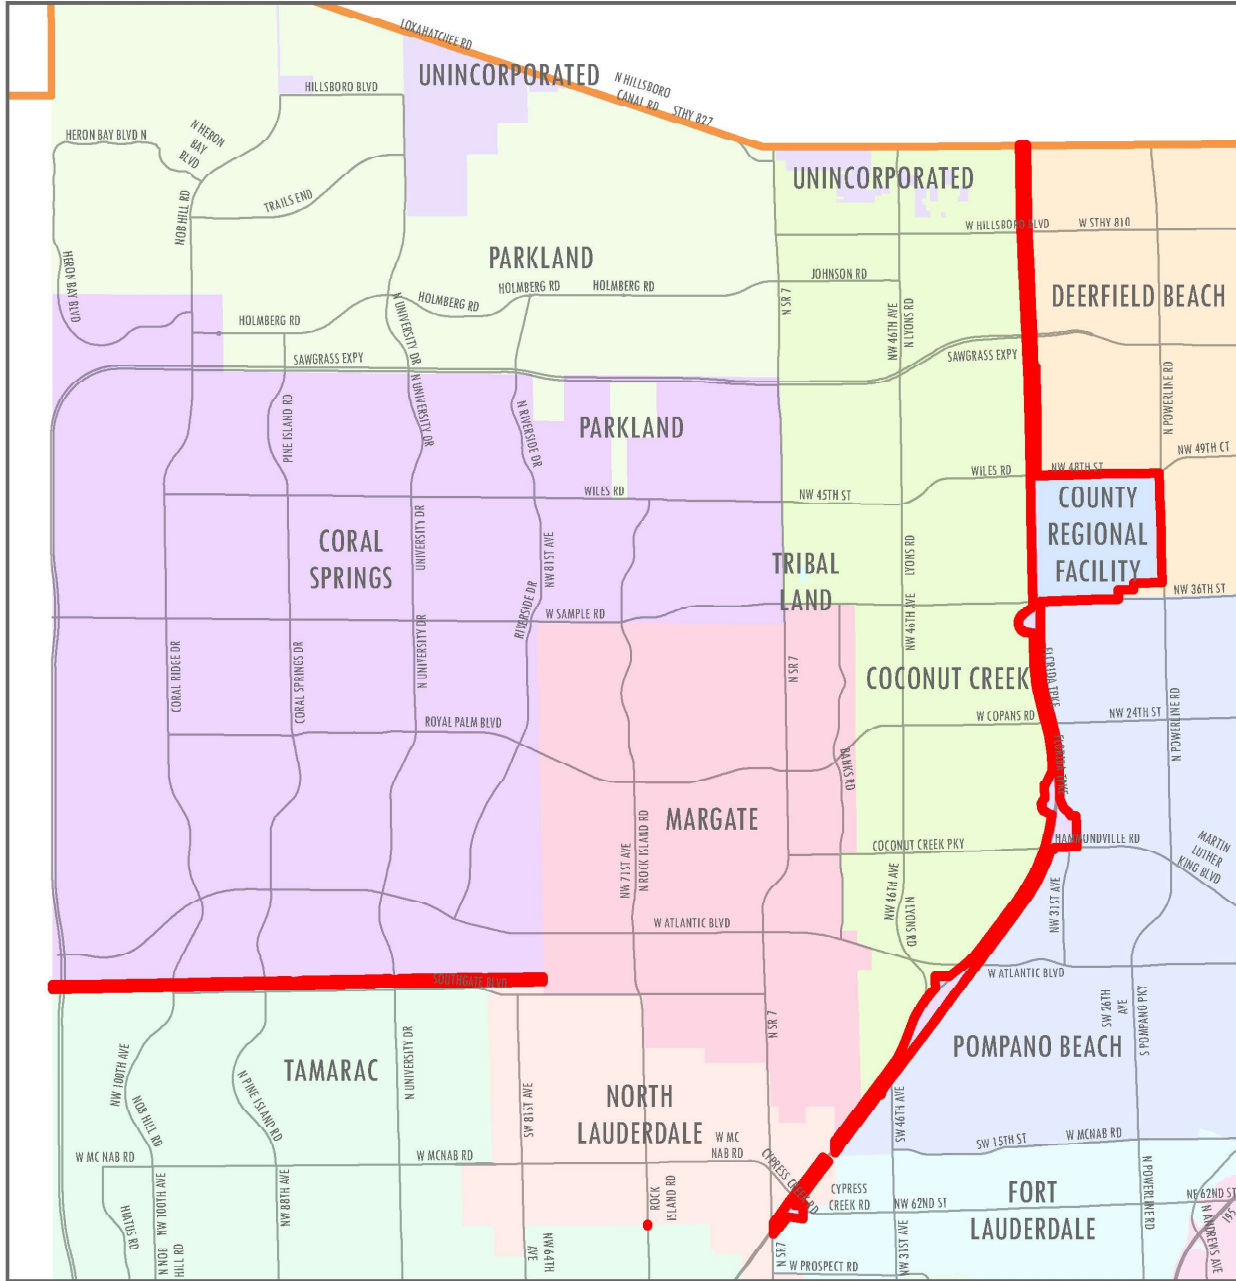 LOXAHATCHEE RD
UNINCORPORATED
N HILLSBORO
CANAL RD
STHY 827
HILLSBORO BLVD
HERON BAY BLVD N
N HERON
BAY
BLVD
UNINCORPORATED
TRAILS END
NOB HILL RD
W HILLSBORO BLVD
W STHY 810
HERON BAY BLVD
PARKLAND
JOHNSON RD
HOLMBERG RD
HOLMBERG RD
HOLMBERG RD
HOLMBERG RD
N SR 7
DEERFIELD BEACH
N UNIVERSITY DR
NW 46TH AVE
N LYONS RD
SAWGRASS EXPY
SAWGRASS EXPY
N POWERLINE RD
PINE ISLAND RD
N UNIVERSITY DR
N RIVERSIDE DR
PARKLAND
NW 49TH CT
WILES RD
NW 48TH ST
WILES RD
NW 45TH ST
COUNTY
REGIONAL
FACILITY
CORAL
SPRINGS
UNIVERSITY DR
NW 81ST AVE
LYONS RD
TRIBAL
LAND
NW 36TH ST
RIVERSIDE DR
W SAMPLE RD
NW 46TH AVE
CORAL RIDGE DR
CORAL SPRINGS DR
N UNIVERSITY DR
N SR 7
COCONUT CREEK
FLORIDA TPKE
N POWERLINE RD
ROYAL PALM BLVD
W COPANS RD
NW 24TH ST
BANKS RD
FLORIDA TPKE
MARGATE
NW 71ST AVE
N ROCK ISLAND RD
COCONUT CREEK PKY
HAMMONDVILLE RD
MARTIN
LUTHER
KING BLVD
NW 46TH AVE
N LYONS RD
NW 31ST AVE
W ATLANTIC BLVD
W ATLANTIC BLVD
SOUTHGATE BLVD
SW 26TH
AVE
S POMPANO PKY
N SR 7
POMPANO BEACH
NW 100TH AVE
N UNIVERSITY DR
TAMARAC
N PINE ISLAND RD
NOB HILL RD
SW 81ST AVE
NORTH
LAUDERDALE
SW 46TH AVE
SW 15TH ST
W MCNAB RD
W MC NAB RD
W MCNAB RD
W MC
NAB RD
CYPRESS CREEK RD
NW 100TH AVE
NW 88TH AVE
ROCK
ISLAND RD
CYPRESS
CREEK RD
NW 62ND ST
FORT
LAUDERDALE
N POWERLINE RD
NE 62ND ST
HIATUS RD
N NOB
HILL RD
NW 64TH
AVE
N SR 7
NW 31ST AVE
W PROSPECT RD
N ANDREWS AVE
I95